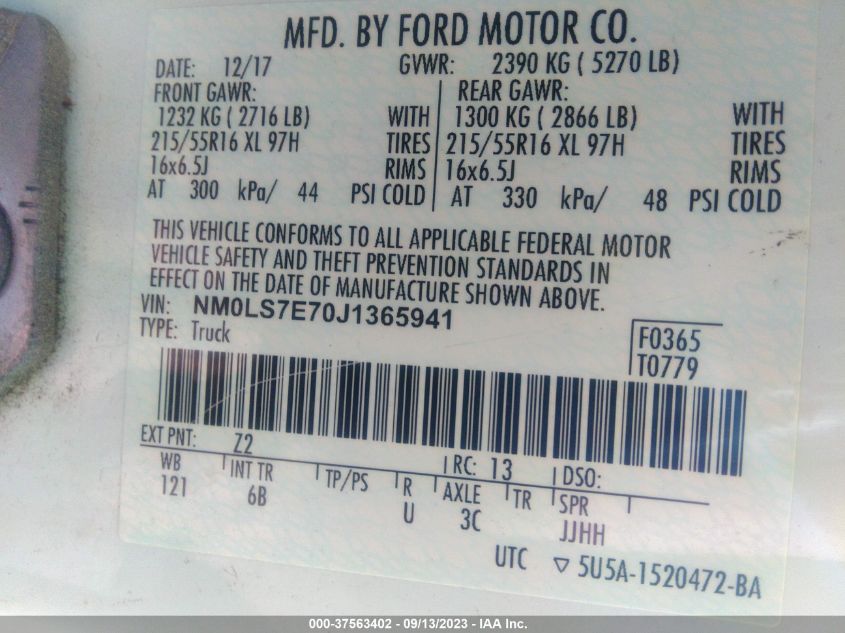 MFD. BY FORD MOTOR CO.
DATE: 12/17 GVWR: 2390 KG ( 5270 LB)
FRONT GAWR: REAR GAWR:
1232 KG ( 2716 LB) WITH 1300 KG ( 2866 LB) WITH
215/55R16 XL 97H TIRES 215/55R16 XL 97H TIRES
16x6.5J RIMS 16x6.5J RIMS
AT 300 kPa/ 44 PSI COLD AT 330 kPa/ 48 PSI COLD
THIS VEHICLE CONFORMS TO ALL APPLICABLE FEDERAL MOTOR
VEHICLE SAFETY AND THEFT PREVENTION STANDARDS IN
EFFECT ON THE DATE OF MANUFACTURE SHOWN ABOVE.
VIN: NM0LS7E70J1365941
TYPE: Truck F0365
T0779
EXT PNT: Z2 RC: 13 DSO:
WB INT TR TP/PS R AXLE TR SPR
121 6B U 3C JJHH
UTC ▽ 5U5A-1520472-BA
000-37563402 - 09/13/2023 - IAA Inc.